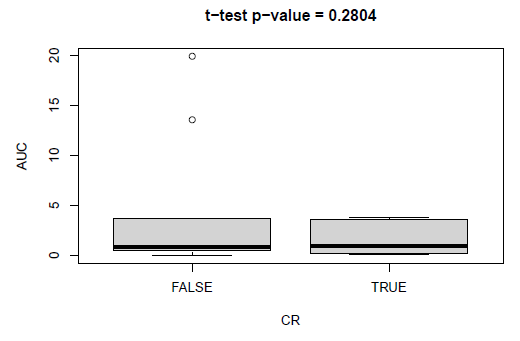 t−test p−value = 0.2804
AUC
20
15
10
5
0
FALSE TRUE
CR